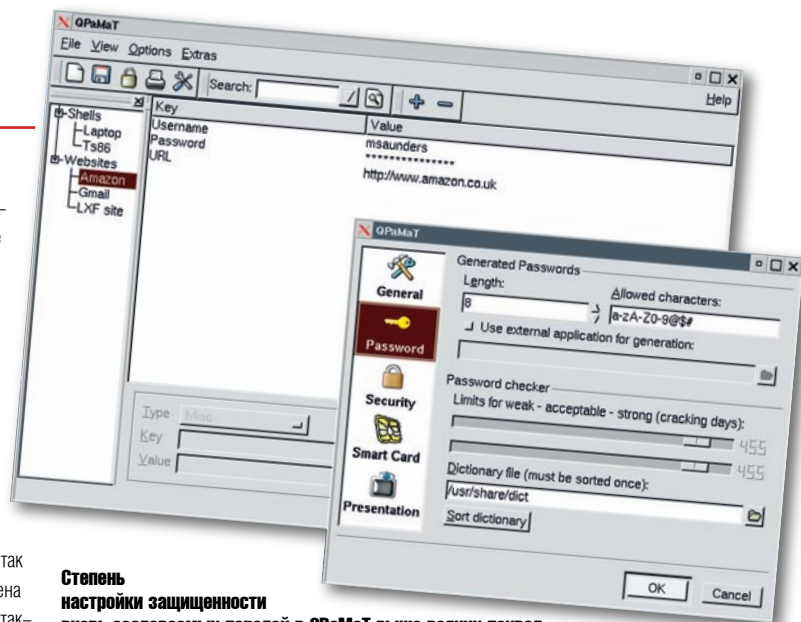 QPaMaT
File View Options Extras
Help
Search:
Shells
Laptop
Ts86
Websites
Amazon
Gmail
LXF site
Key
Value
Username
msaunders
Password
***************
URL
http://www.amazon.co.uk
Type
Misc
Key
Value
QPaMaT
General
Password
Security
Smart Card
Presentation
Generated Passwords
Length:
Allowed characters:
8
a-zA-Z0-9@$#
Use external application for generation:
Password checker
Limits for weak - acceptable - strong (cracking days):
455
455
Dictionary file (must be sorted once):
/usr/share/dict
Sort dictionary
OK
Cancel
так
ена
так–
Степень
настройки защищенности